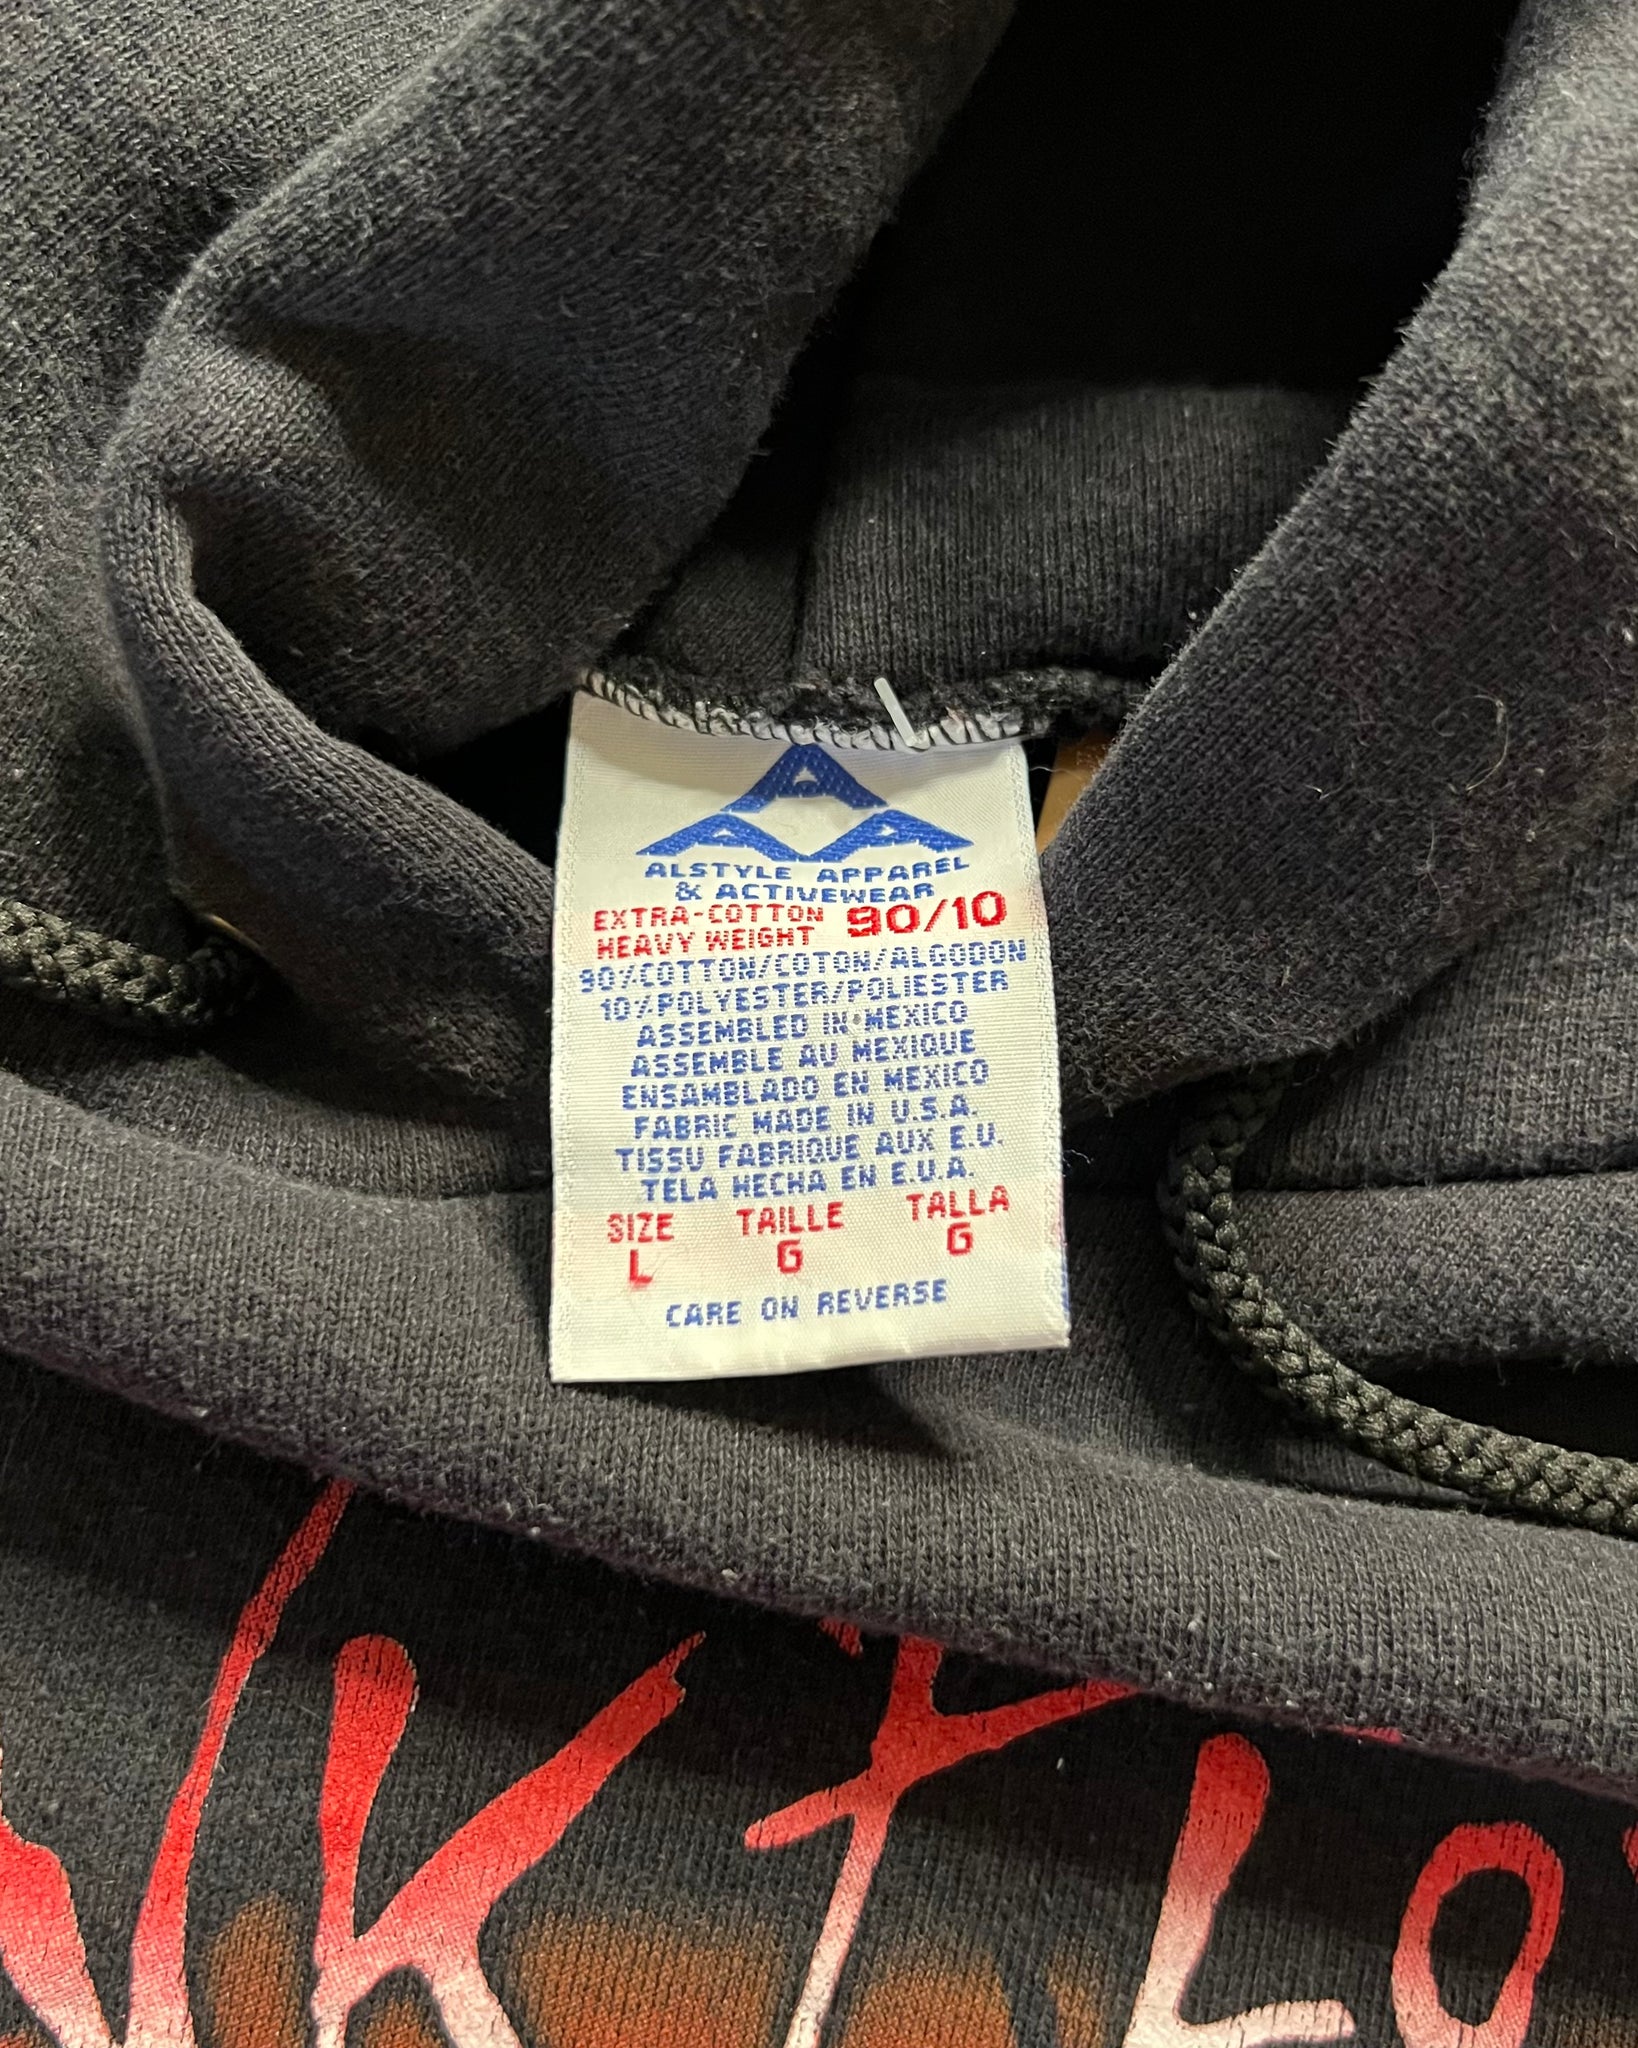 A
A A
ALSTYLE APPAREL
& ACTIVEWEAR
EXTRA-COTTON
HEAVY WEIGHT 90/10
90%COTTON/COTON/ALGODON
10%POLYESTER/POLIESTER
ASSEMBLED IN MEXICO
ASSEMBLE AU MEXIQUE
ENSAMBLADO EN MEXICO
FABRIC MADE IN U.S.A.
TISSU FABRIQUE AUX E.U.
TELA HECHA EN E.U.A.
SIZE TAILLE TALLA
L G G
CARE ON REVERSE